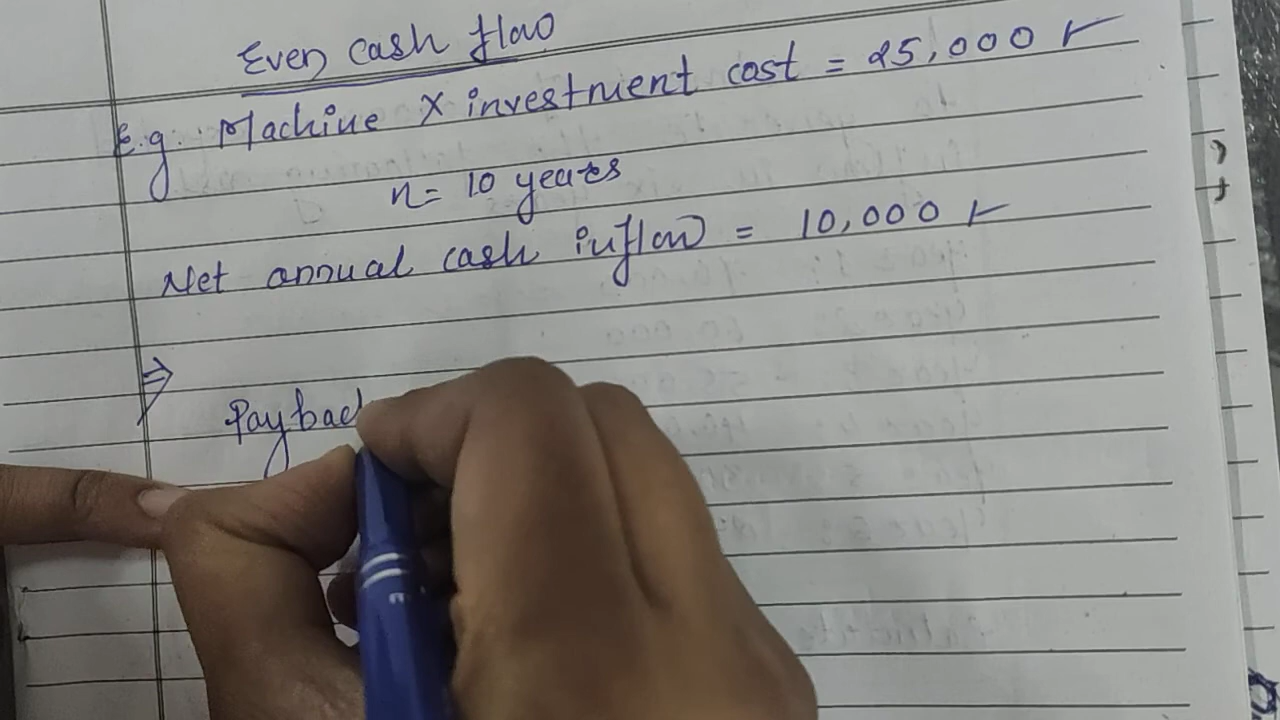 Even cash flow
E.g. Machine X investment cost = 25,000
n = 10 years
Net annual cash inflow = 10,000
⇒
Payback